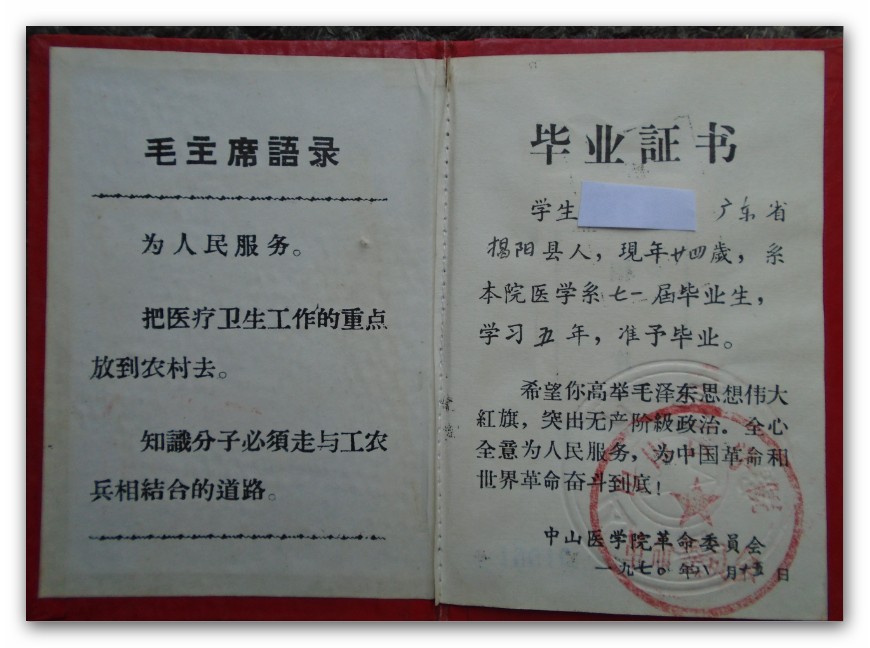 毛主席語录
为人民服务。
把医疗卫生工作的重点
放到农村去。
知識分子必須走与工农
兵相結合的道路。
毕业証书
学生 广东省
揭阳县人，現年廿四歲，系
本院医学系七一届毕业生，
学习五年，准予毕业。
希望你高举毛泽东思想伟大
紅旗，突出无产阶級政治．全心
全意为人民服务，为中国革命和
世界革命奋斗到底！
中山医学院革命委員会
一九七〇年八月十五日